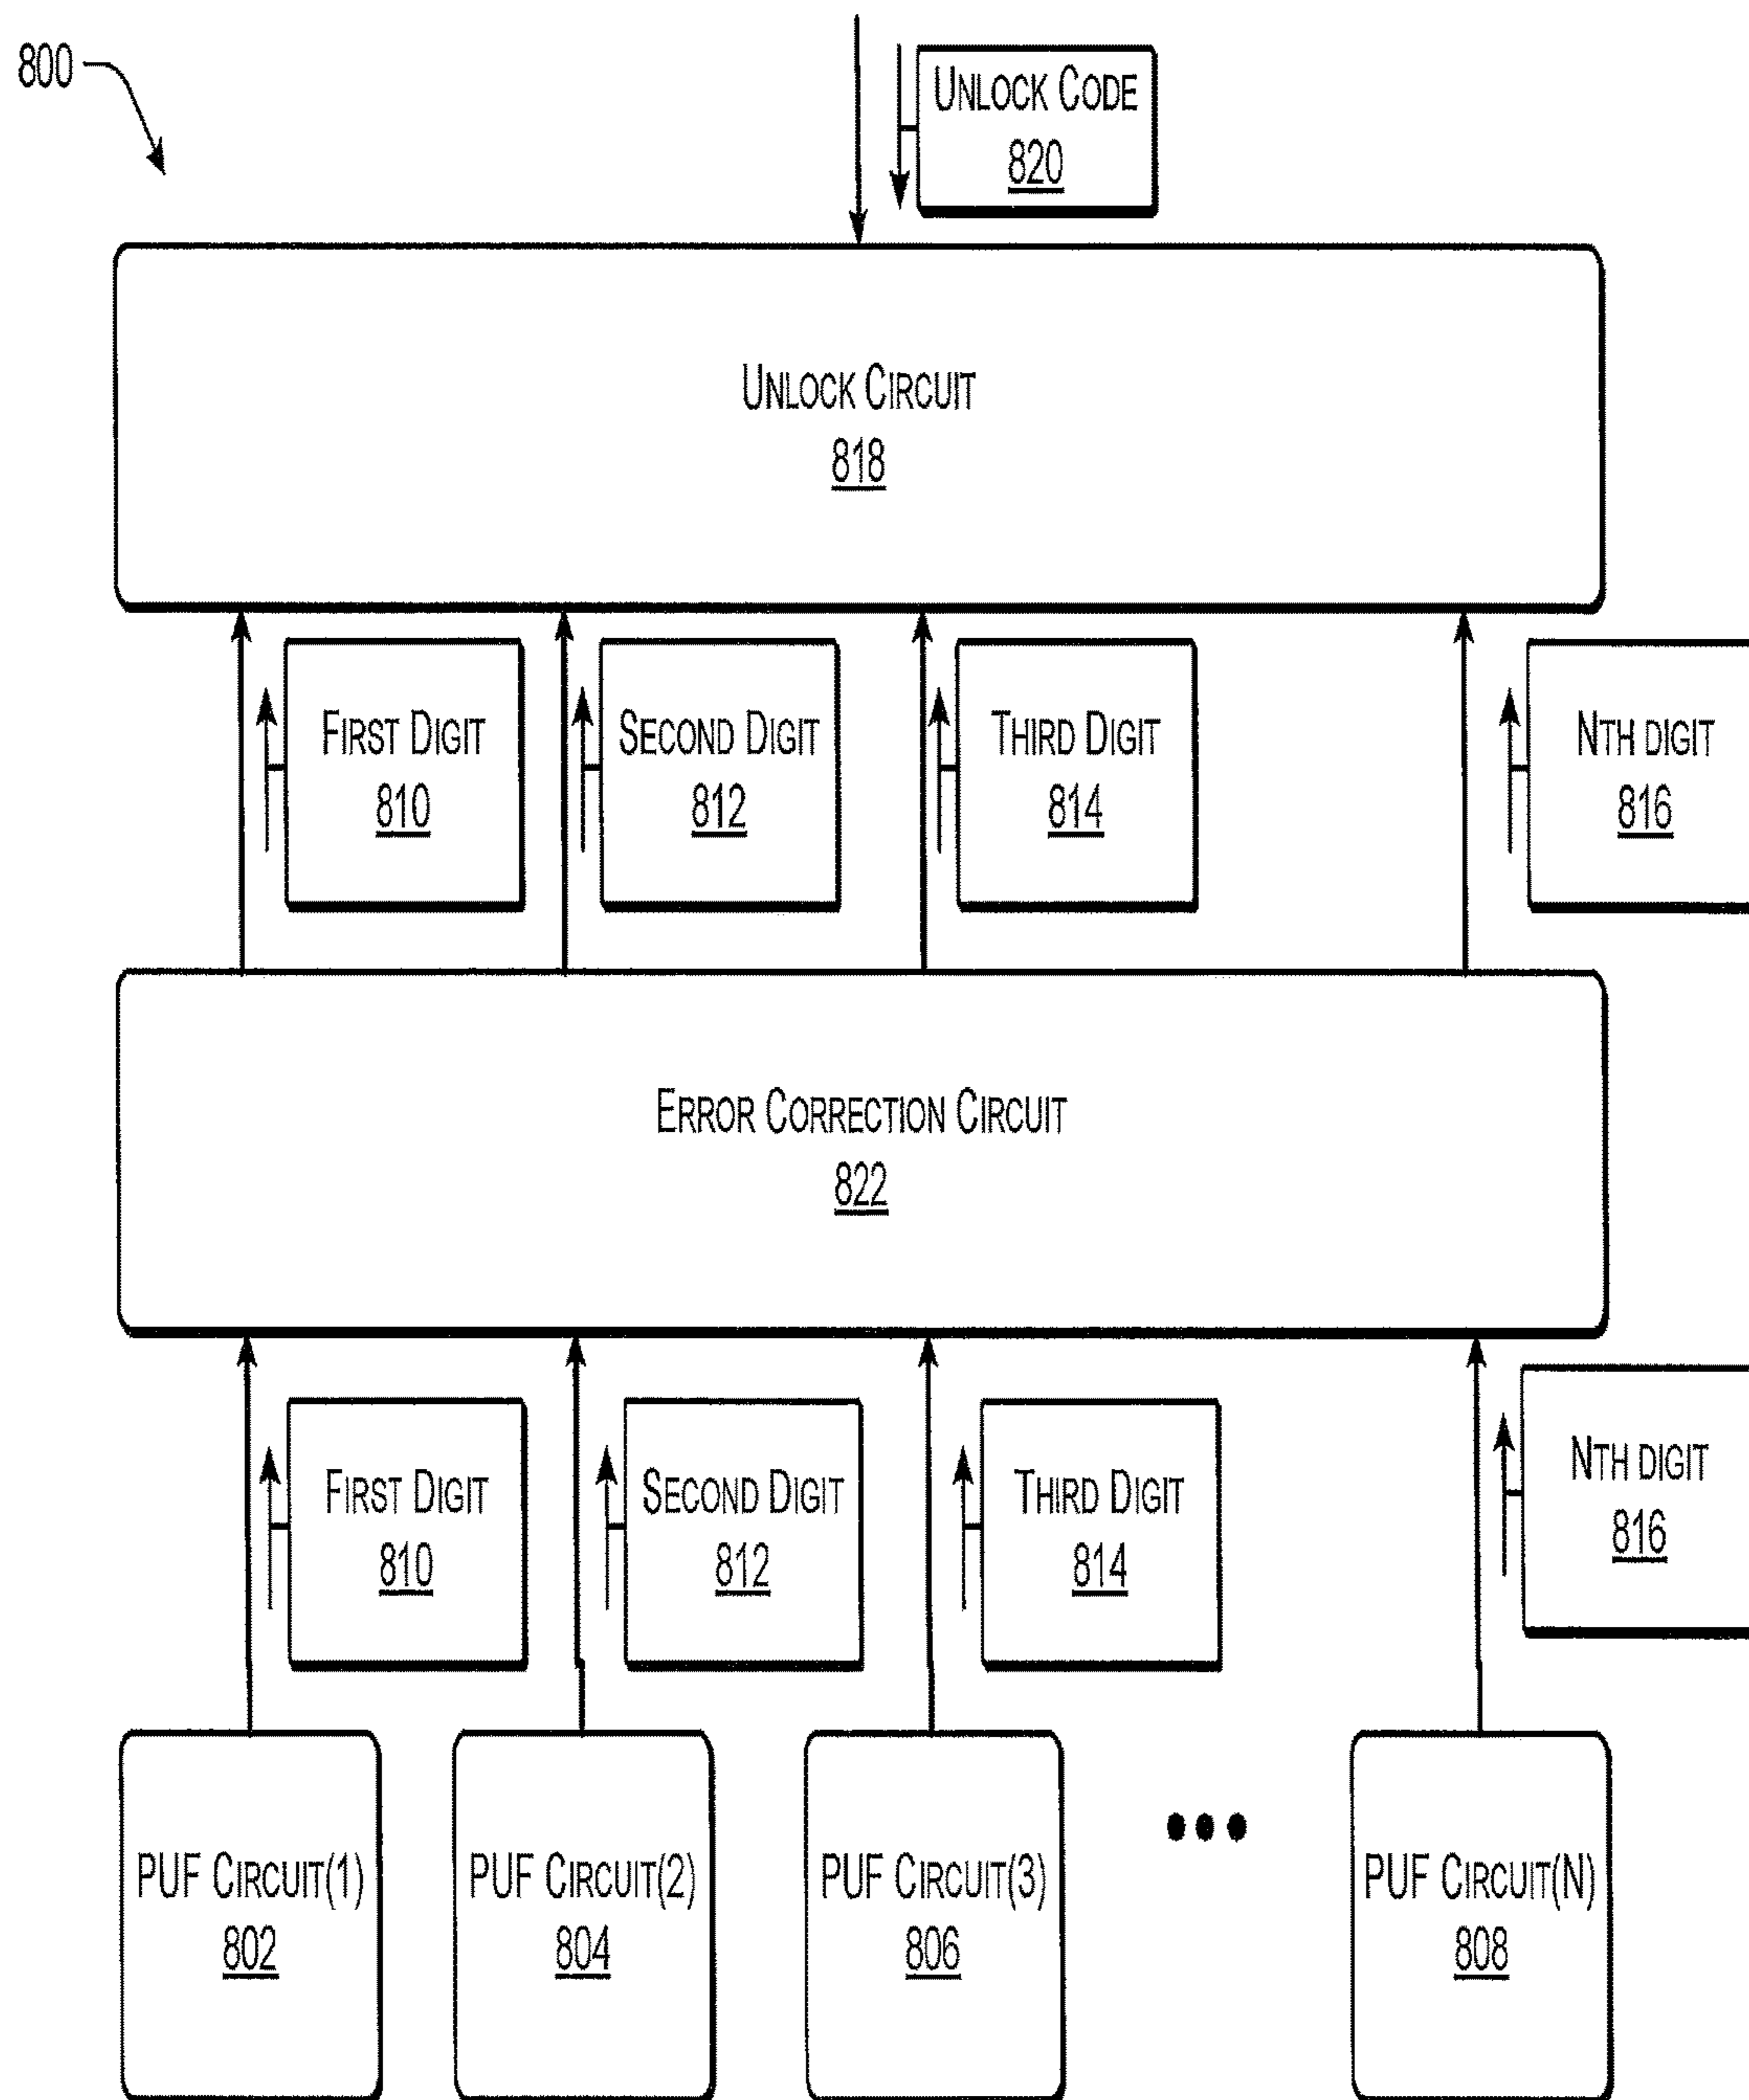 800
UNLOCK CODE
820
UNLOCK CIRCUIT
818
FIRST DIGIT
810
SECOND DIGIT
812
THIRD DIGIT
814
NTH DIGIT
816
ERROR CORRECTION CIRCUIT
822
FIRST DIGIT
810
SECOND DIGIT
812
THIRD DIGIT
814
NTH DIGIT
816
PUF CIRCUIT(1)
802
PUF CIRCUIT(2)
804
PUF CIRCUIT(3)
806
•••
PUF CIRCUIT(N)
808